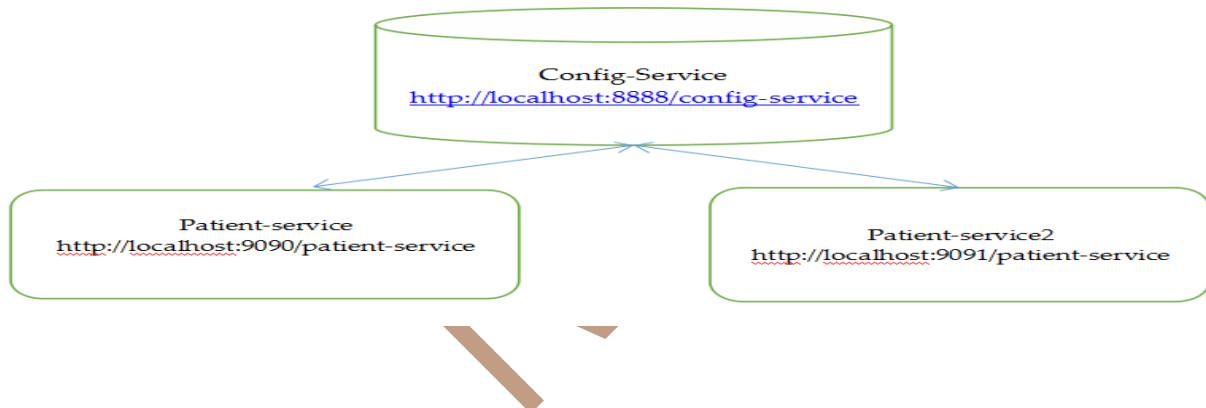 Config-Service
http://localhost:8888/config-service
Patient-service
http://localhost:9090/patient-service
Patient-service2
http://localhost:9091/patient-service